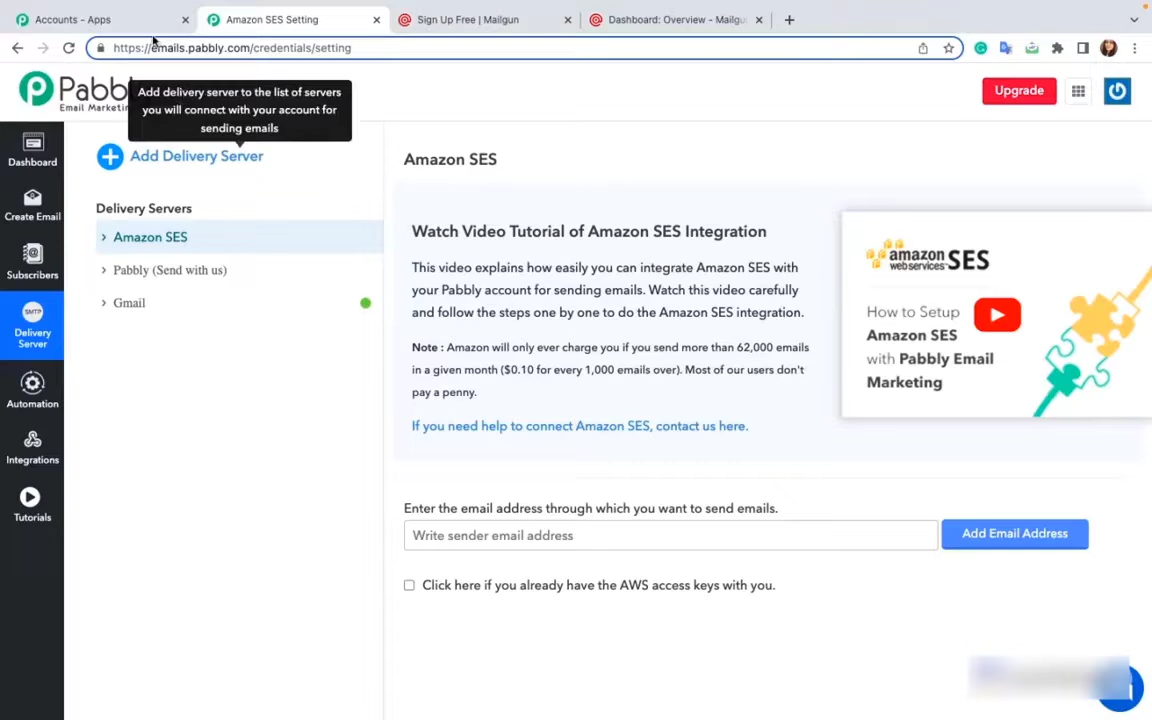 Accounts - Apps
Amazon SES Setting
Sign Up Free | Mailgun
Dashboard: Overview - Mailgu
https://emails.pabbly.com/credentials/setting
Pabb
Email Marketin
Upgrade
Add delivery server to the list of servers
you will connect with your account for
sending emails
Dashboard
Create Email
Subscribers
SMTP
Delivery
Server
Automation
Integrations
Tutorials
Add Delivery Server
Delivery Servers
Amazon SES
Pabbly (Send with us)
Gmail
Amazon SES
Watch Video Tutorial of Amazon SES Integration
This video explains how easily you can integrate Amazon SES with
your Pabbly account for sending emails. Watch this video carefully
and follow the steps one by one to do the Amazon SES integration.
Note : Amazon will only ever charge you if you send more than 62,000 emails
in a given month ($0.10 for every 1,000 emails over). Most of our users don't
pay a penny.
If you need help to connect Amazon SES, contact us here.
amazon
webservices™ SES
How to Setup
Amazon SES
with Pabbly Email
Marketing
Enter the email address through which you want to send emails.
Write sender email address
Add Email Address
Click here if you already have the AWS access keys with you.